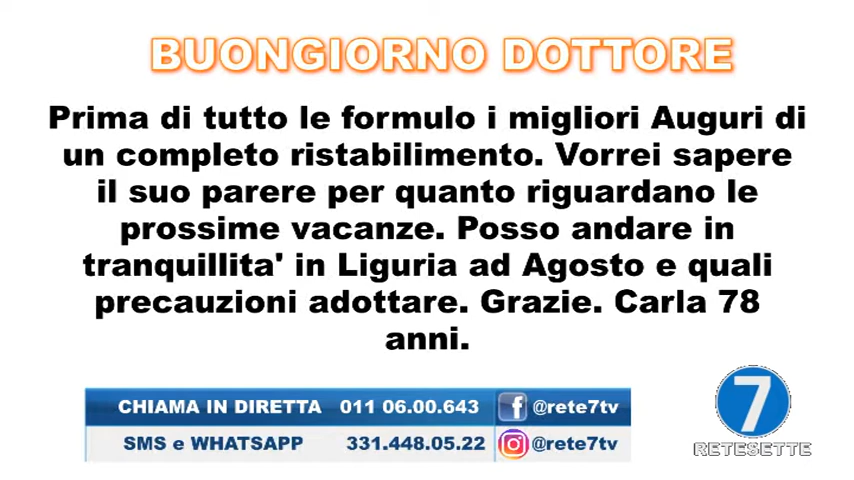 BUONGIORNO DOTTORE
Prima di tutto le formulo i migliori Auguri di
un completo ristabilimento. Vorrei sapere
il suo parere per quanto riguardano le
prossime vacanze. Posso andare in
tranquillita' in Liguria ad Agosto e quali
precauzioni adottare. Grazie. Carla 78
anni.
CHIAMA IN DIRETTA 011 06.00.643 f @rete7tv
SMS e WHATSAPP 331.448.05.22 @rete7tv
7
RETESETTE